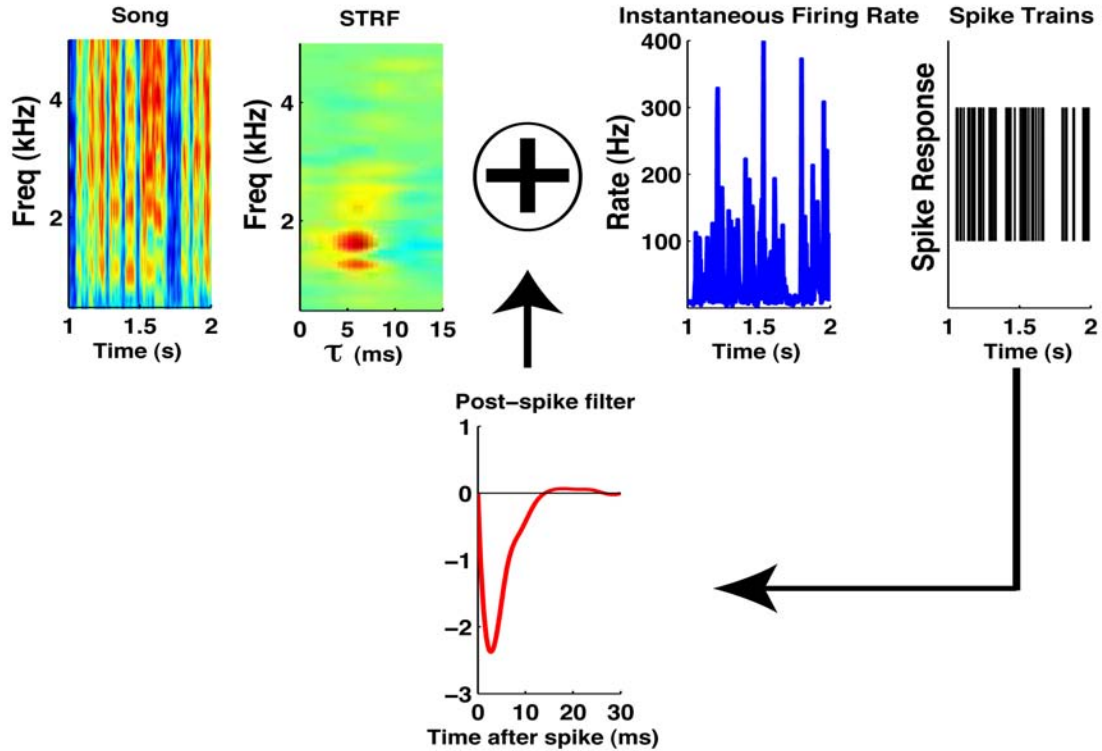 Song
Freq (kHz)
4
2
1
1.5
2
Time (s)
STRF
Freq (kHz)
4
2
0
5
10
15
τ (ms)
Instantaneous Firing Rate
Rate (Hz)
400
300
200
100
1
1.5
2
Time (s)
Spike Trains
Spike Response
1
1.5
2
Time (s)
Post-spike filter
1
0
-1
-2
-3
0
10
20
30
Time after spike (ms)